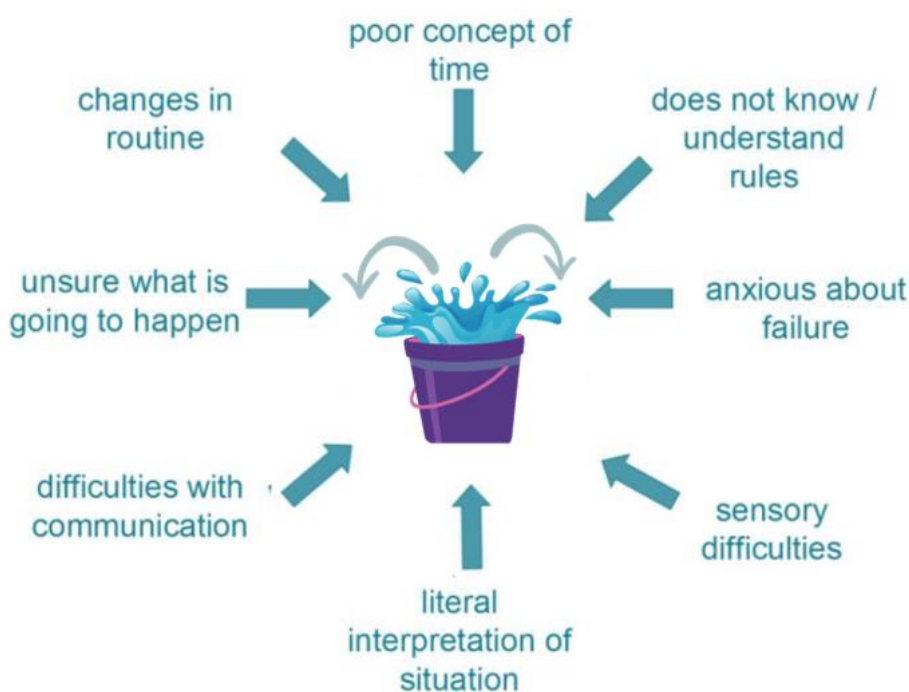 poor concept of
time
changes in
routine
does not know /
understand
rules
unsure what is
going to happen
anxious about
failure
difficulties with
communication
sensory
difficulties
literal
interpretation of
situation